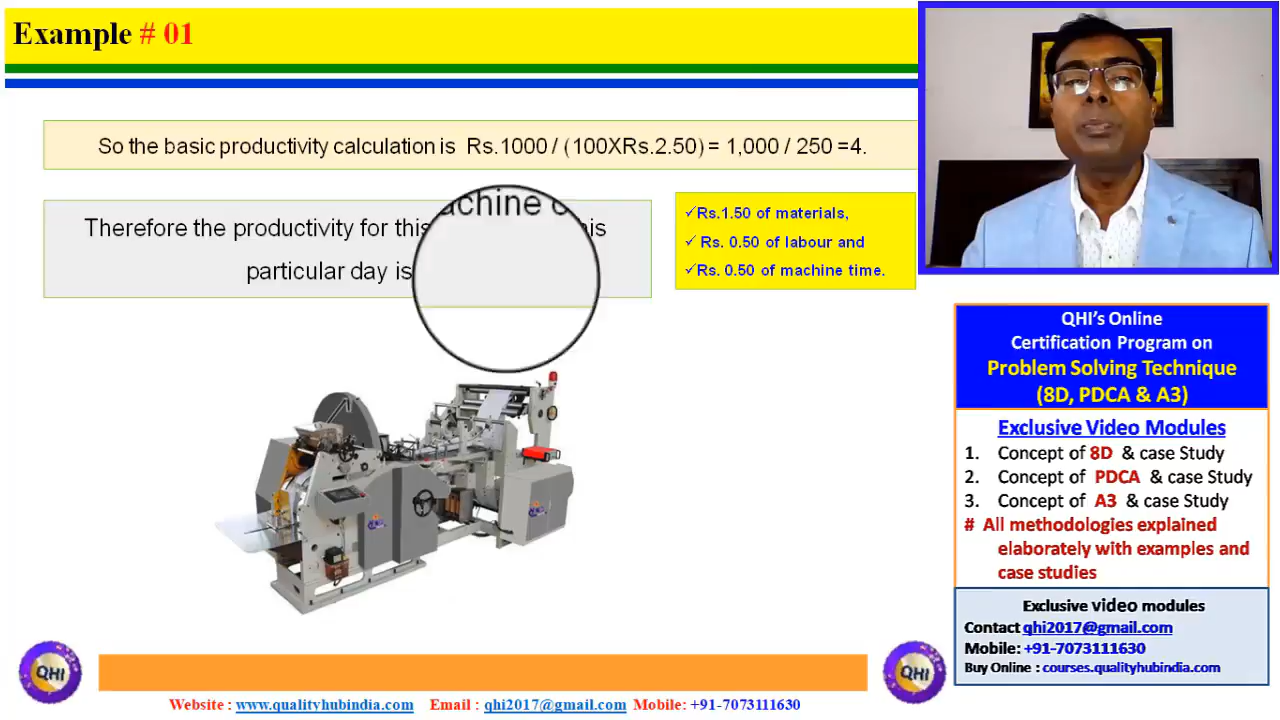 Example # 01
So the basic productivity calculation is Rs.1000 / (100XRs.2.50) = 1,000 / 250 =4.
Therefore the productivity for this
particular day is
achine
✓Rs.1.50 of materials,
✓ Rs. 0.50 of labour and
✓Rs. 0.50 of machine time.
QHI's Online
Certification Program on
Problem Solving Technique
(8D, PDCA & A3)
Exclusive Video Modules
1. Concept of 8D & case Study
2. Concept of PDCA & case Study
3. Concept of A3 & case Study
# All methodologies explained
elaborately with examples and
case studies
Exclusive video modules
Contact qhi2017@gmail.com
Mobile: +91-7073111630
Buy Online : courses.qualityhubindia.com
QHI
QHI
Website : www.qualityhubindia.com Email : qhi2017@gmail.com Mobile: +91-7073111630